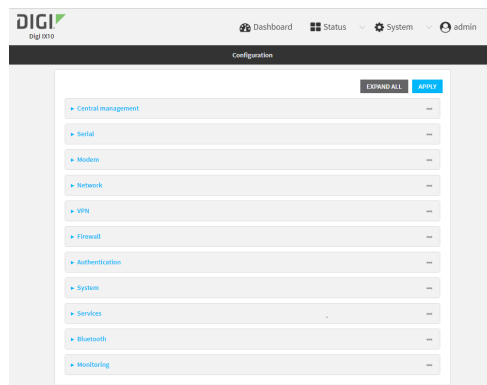 DIGI
Digi IX10
Dashboard Status System admin
Configuration
EXPAND ALL APPLY
Central management
Serial
Modem
Network
VPN
Firewall
Authentication
System
Services
Bluetooth
Monitoring